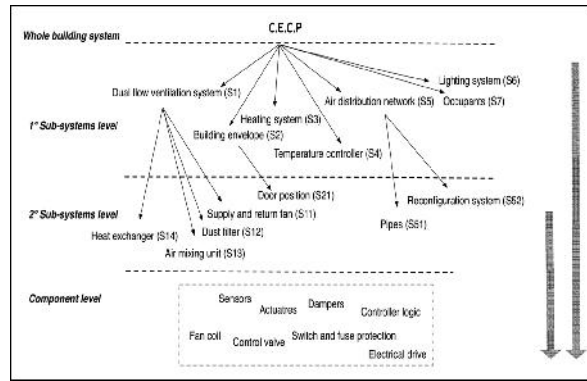 C.E.C.P
Whole building system
Lighting system (S6)
Dual flow ventilation system (S1)
Air distribution network (S5)
Occupants (S7)
Heating system (S3)
1° Sub-systems level
Building envelope (S2)
Temperature controller (S4)
Door position (S21)
Reconfiguration system (S52)
2° Sub-systems level
Supply and return fan (S11)
Pipes (S51)
Dust filter (S12)
Heat exchanger (S14)
Air mixing unit (S13)
Component level
Sensors
Actuatres
Dampers
Controller logic
Fan coil
Control valve
Switch and fuse protection
Electrical drive